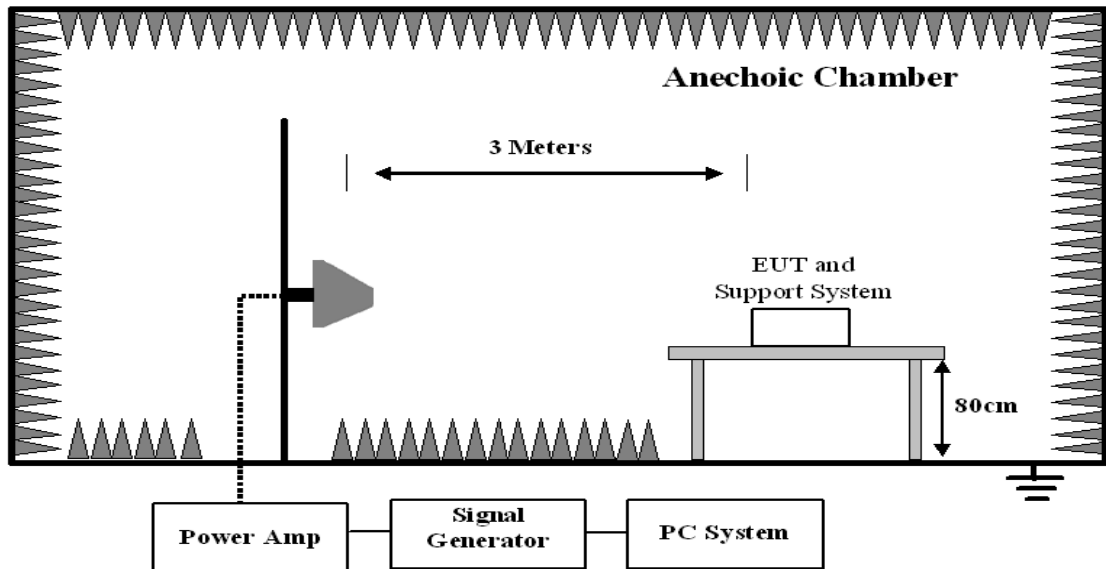 Anechoic Chamber
3 Meters
EUT and
Support System
80cm
Power Amp
Signal
Generator
PC System